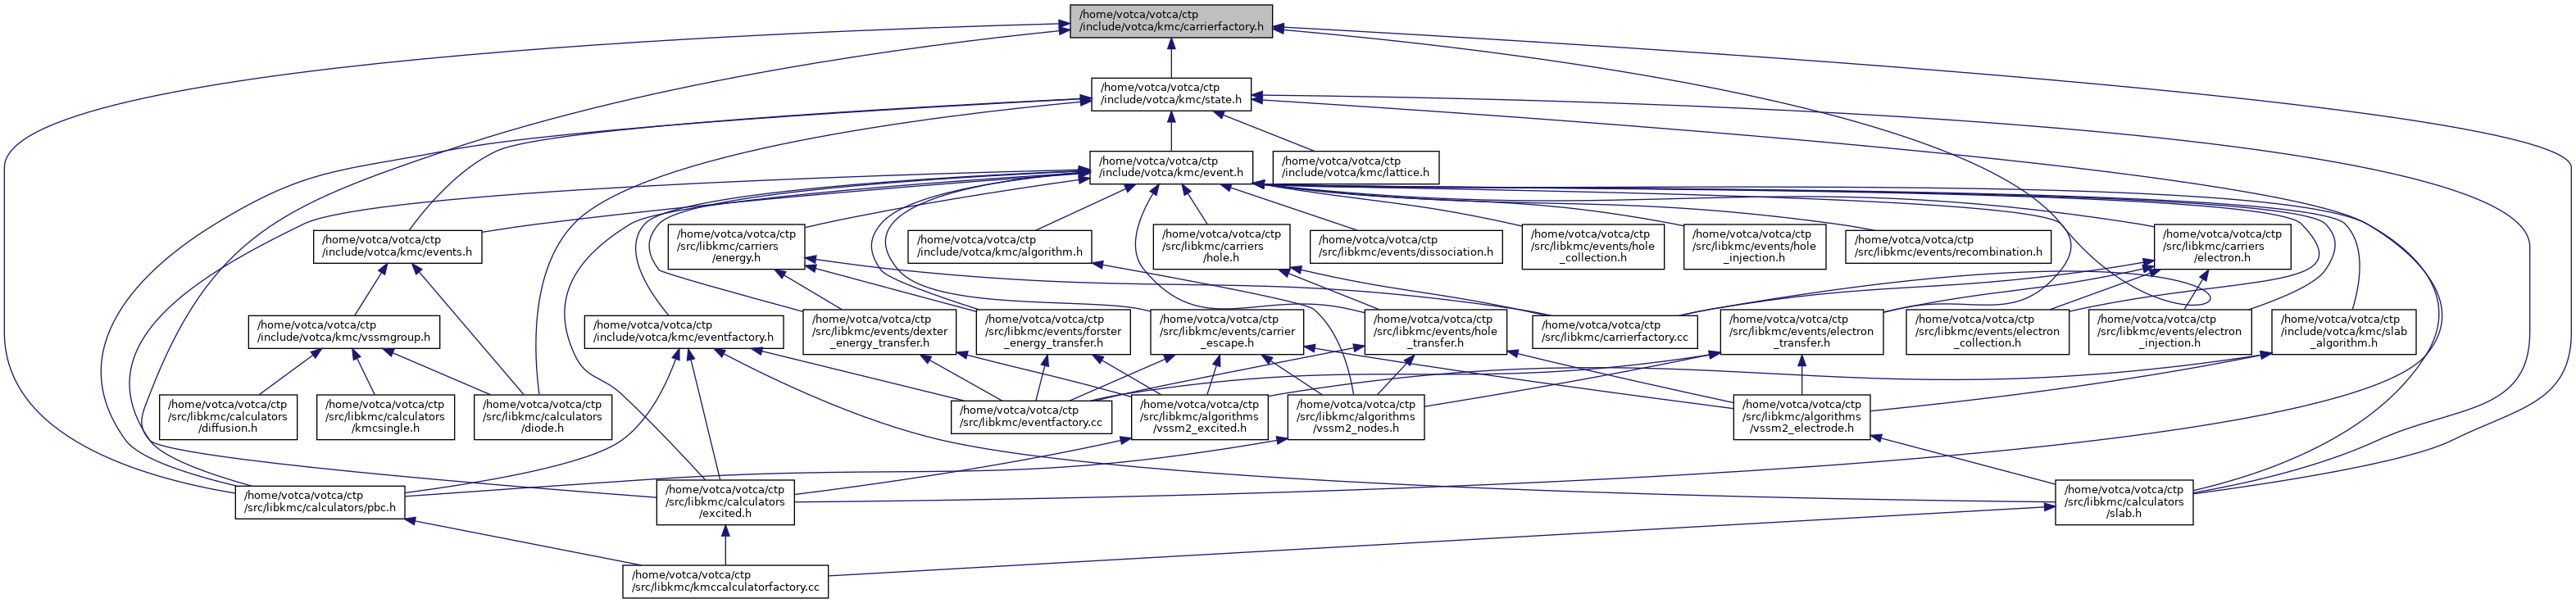 /home/votca/votca/ctp
/include/votca/kmc/carrierfactory.h
/home/votca/votca/ctp
/include/votca/kmc/state.h
/home/votca/votca/ctp
/include/votca/kmc/event.h
/home/votca/votca/ctp
/include/votca/kmc/lattice.h
/home/votca/votca/ctp
/include/votca/kmc/events.h
/home/votca/votca/ctp
/src/libkmc/carriers
/energy.h
/home/votca/votca/ctp
/include/votca/kmc/algorithm.h
/home/votca/votca/ctp
/src/libkmc/carriers
/hole.h
/home/votca/votca/ctp
/src/libkmc/events/dissociation.h
/home/votca/votca/ctp
/src/libkmc/events/hole
_collection.h
/home/votca/votca/ctp
/src/libkmc/events/hole
_injection.h
/home/votca/votca/ctp
/src/libkmc/events/recombination.h
/home/votca/votca/ctp
/src/libkmc/carriers
/electron.h
/home/votca/votca/ctp
/include/votca/kmc/vssmgroup.h
/home/votca/votca/ctp
/include/votca/kmc/eventfactory.h
/home/votca/votca/ctp
/src/libkmc/events/dexter
_energy_transfer.h
/home/votca/votca/ctp
/src/libkmc/events/forster
_energy_transfer.h
/home/votca/votca/ctp
/src/libkmc/events/carrier
_escape.h
/home/votca/votca/ctp
/src/libkmc/events/hole
_transfer.h
/home/votca/votca/ctp
/src/libkmc/carrierfactory.cc
/home/votca/votca/ctp
/src/libkmc/events/electron
_transfer.h
/home/votca/votca/ctp
/src/libkmc/events/electron
_collection.h
/home/votca/votca/ctp
/src/libkmc/events/electron
_injection.h
/home/votca/votca/ctp
/include/votca/kmc/slab
_algorithm.h
/home/votca/votca/ctp
/src/libkmc/calculators
/diffusion.h
/home/votca/votca/ctp
/src/libkmc/calculators
/kmcsingle.h
/home/votca/votca/ctp
/src/libkmc/calculators
/diode.h
/home/votca/votca/ctp
/src/libkmc/eventfactory.cc
/home/votca/votca/ctp
/src/libkmc/algorithms
/vssm2_excited.h
/home/votca/votca/ctp
/src/libkmc/algorithms
/vssm2_nodes.h
/home/votca/votca/ctp
/src/libkmc/algorithms
/vssm2_electrode.h
/home/votca/votca/ctp
/src/libkmc/calculators/pbc.h
/home/votca/votca/ctp
/src/libkmc/calculators
/excited.h
/home/votca/votca/ctp
/src/libkmc/calculators
/slab.h
/home/votca/votca/ctp
/src/libkmc/kmccalculatorfactory.cc